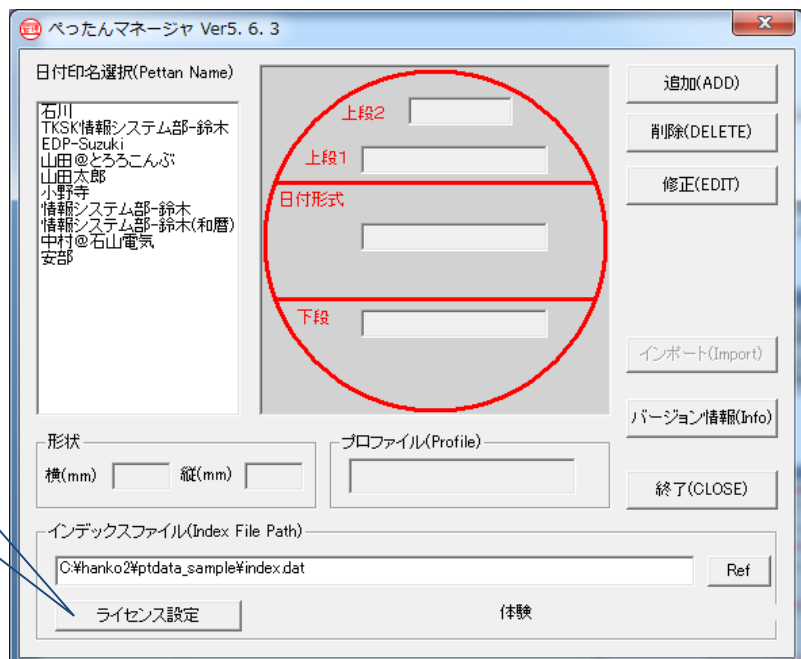 ぺったんマネージャ Ver5. 6. 3
日付印名選択(Pettan Name)
石川
TKSK情報システム部-鈴木
EDP-Suzuki
山田@とろろこんぶ
山田太郎
小野寺
情報システム部-鈴木
情報システム部-鈴木(和暦)
中村@石山電気
安部
上段2
上段1
日付形式
下段
追加(ADD)
削除(DELETE)
修正(EDIT)
インポート(Import)
バージョン情報(Info)
終了(CLOSE)
形状
横(mm)
縦(mm)
プロファイル(Profile)
インデックスファイル(Index File Path)
C:¥hanko2¥ptdata_sample¥index.dat
Ref
ライセンス設定
体験